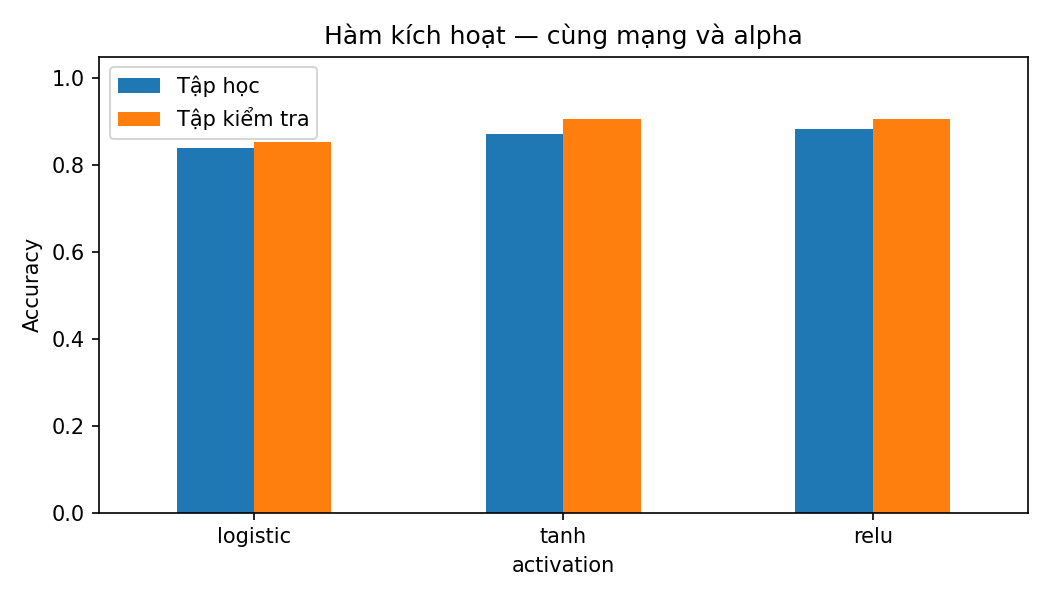 Hàm kích hoạt — cùng mạng và alpha
Tập học
Tập kiểm tra
1.0
0.8
0.6
0.4
0.2
0.0
Accuracy
logistic
tanh
relu
activation